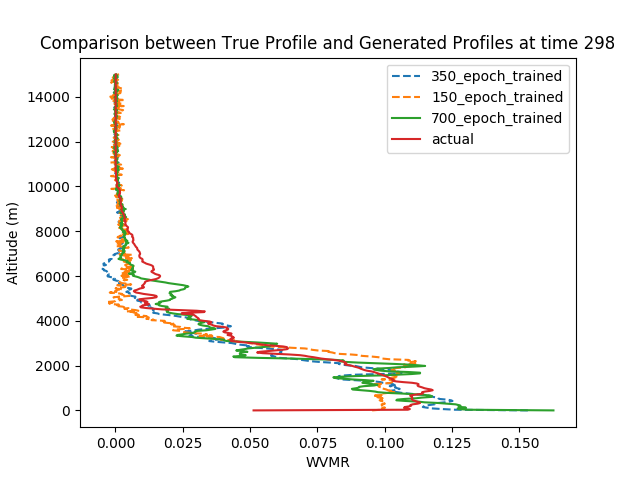 Comparison between True Profile and Generated Profiles at time 298
350_epoch_trained
150_epoch_trained
700_epoch_trained
actual
Altitude (m)
14000
12000
10000
8000
6000
4000
2000
0
0.000 0.025 0.050 0.075 0.100 0.125 0.150
WVMR